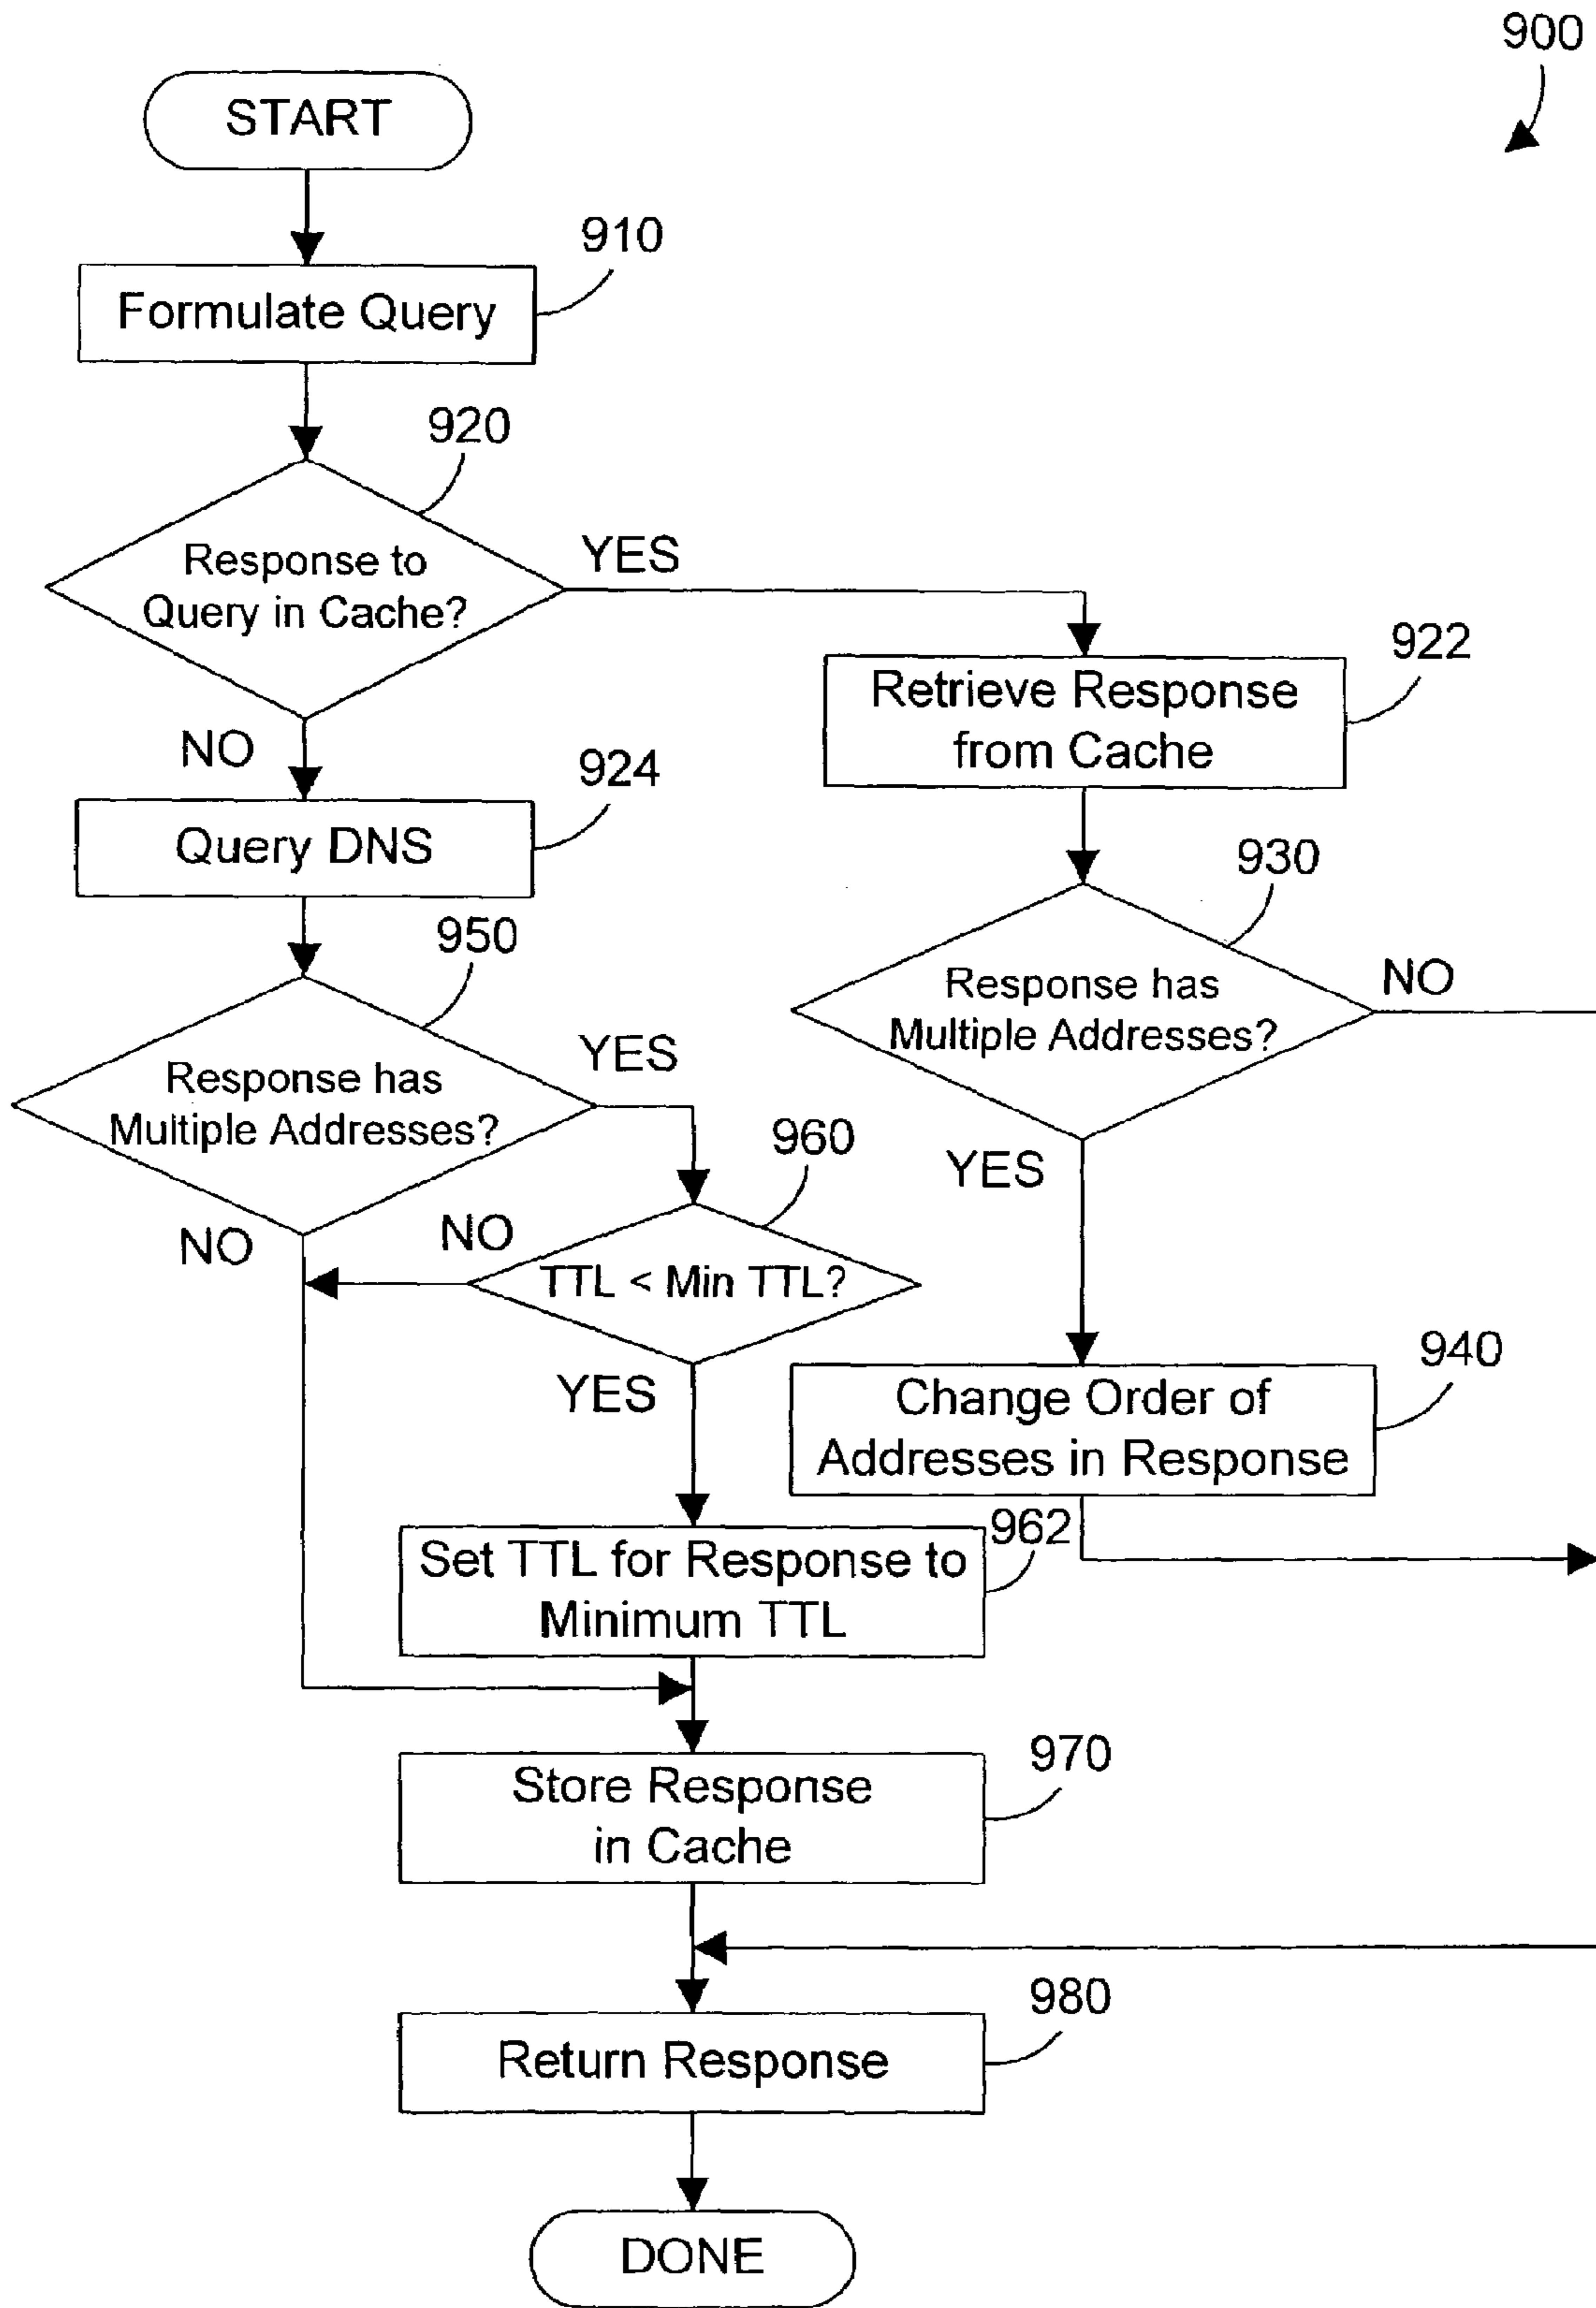 900
START
910
Formulate Query
920
Response to
Query in Cache?
YES
922
Retrieve Response
from Cache
NO
924
Query DNS
930
Response has
Multiple Addresses?
NO
950
Response has
Multiple Addresses?
YES
960
YES
NO
NO
TTL < Min TTL?
YES
940
Change Order of
Addresses in Response
962
Set TTL for Response to
Minimum TTL
970
Store Response
in Cache
980
Return Response
DONE